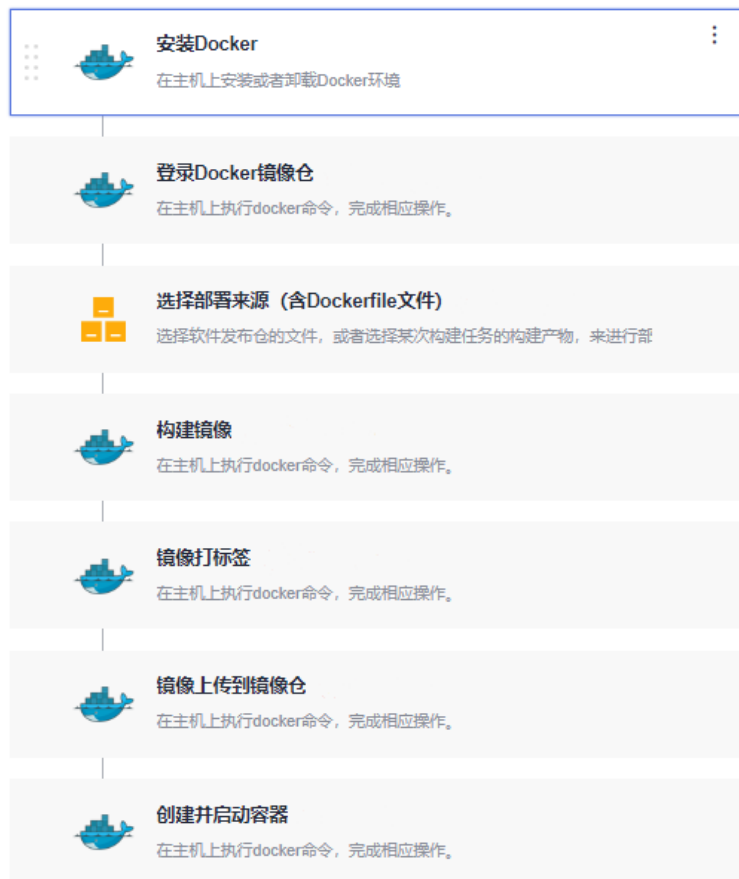 安装Docker
在主机上安装或者卸载Docker环境
登录Docker镜像仓
在主机上执行docker命令，完成相应操作。
选择部署来源（含Dockerfile文件）
选择软件发布仓的文件，或者选择某次构建任务的构建产物，来进行部
构建镜像
在主机上执行docker命令，完成相应操作。
镜像打标签
在主机上执行docker命令，完成相应操作。
镜像上传到镜像仓
在主机上执行docker命令，完成相应操作。
创建并启动容器
在主机上执行docker命令，完成相应操作。